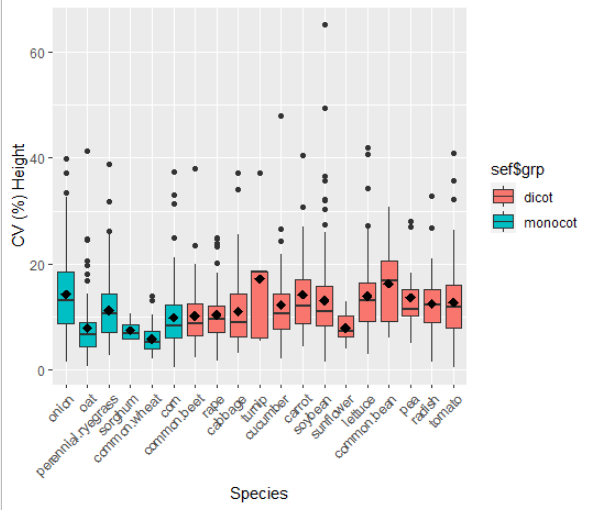 60
40
20
0
CV (%) Height
onion
oat
perennial.ryegrass
sorghum
common.wheat
corn
common.beet
rape
cabbage
turnip
cucumber
carrot
soybean
sunflower
lettuce
common.bean
pea
radish
tomato
Species
sef$grp
dicot
monocot